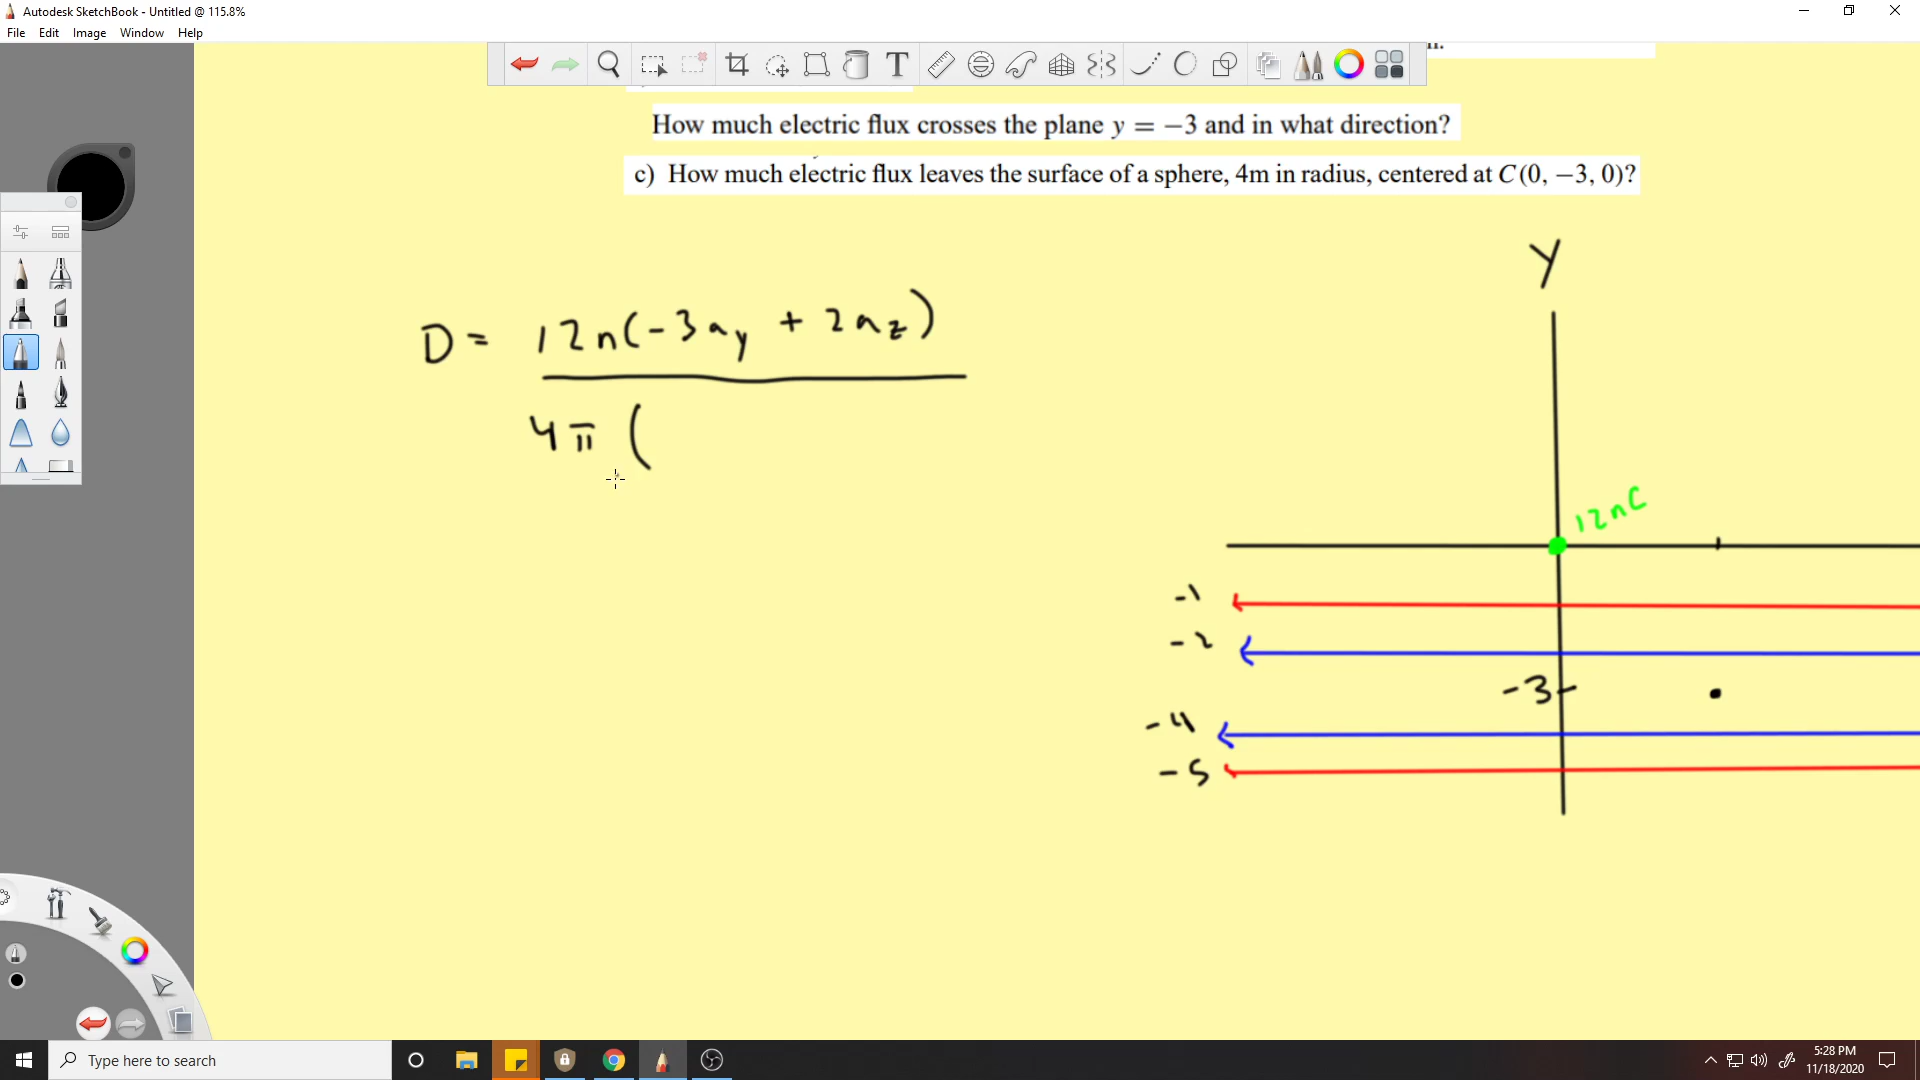 Autodesk SketchBook - Untitled @ 115.8%
File Edit Image Window Help
T
How much electric flux crosses the plane y = −3 and in what direction?
c) How much electric flux leaves the surface of a sphere, 4m in radius, centered at C(0, −3, 0)?
Y
D = 12n(-3ay + 2az)
4π (
12nC
-1
-2
-3-
-4
-5
Type here to search
5:28 PM
11/18/2020